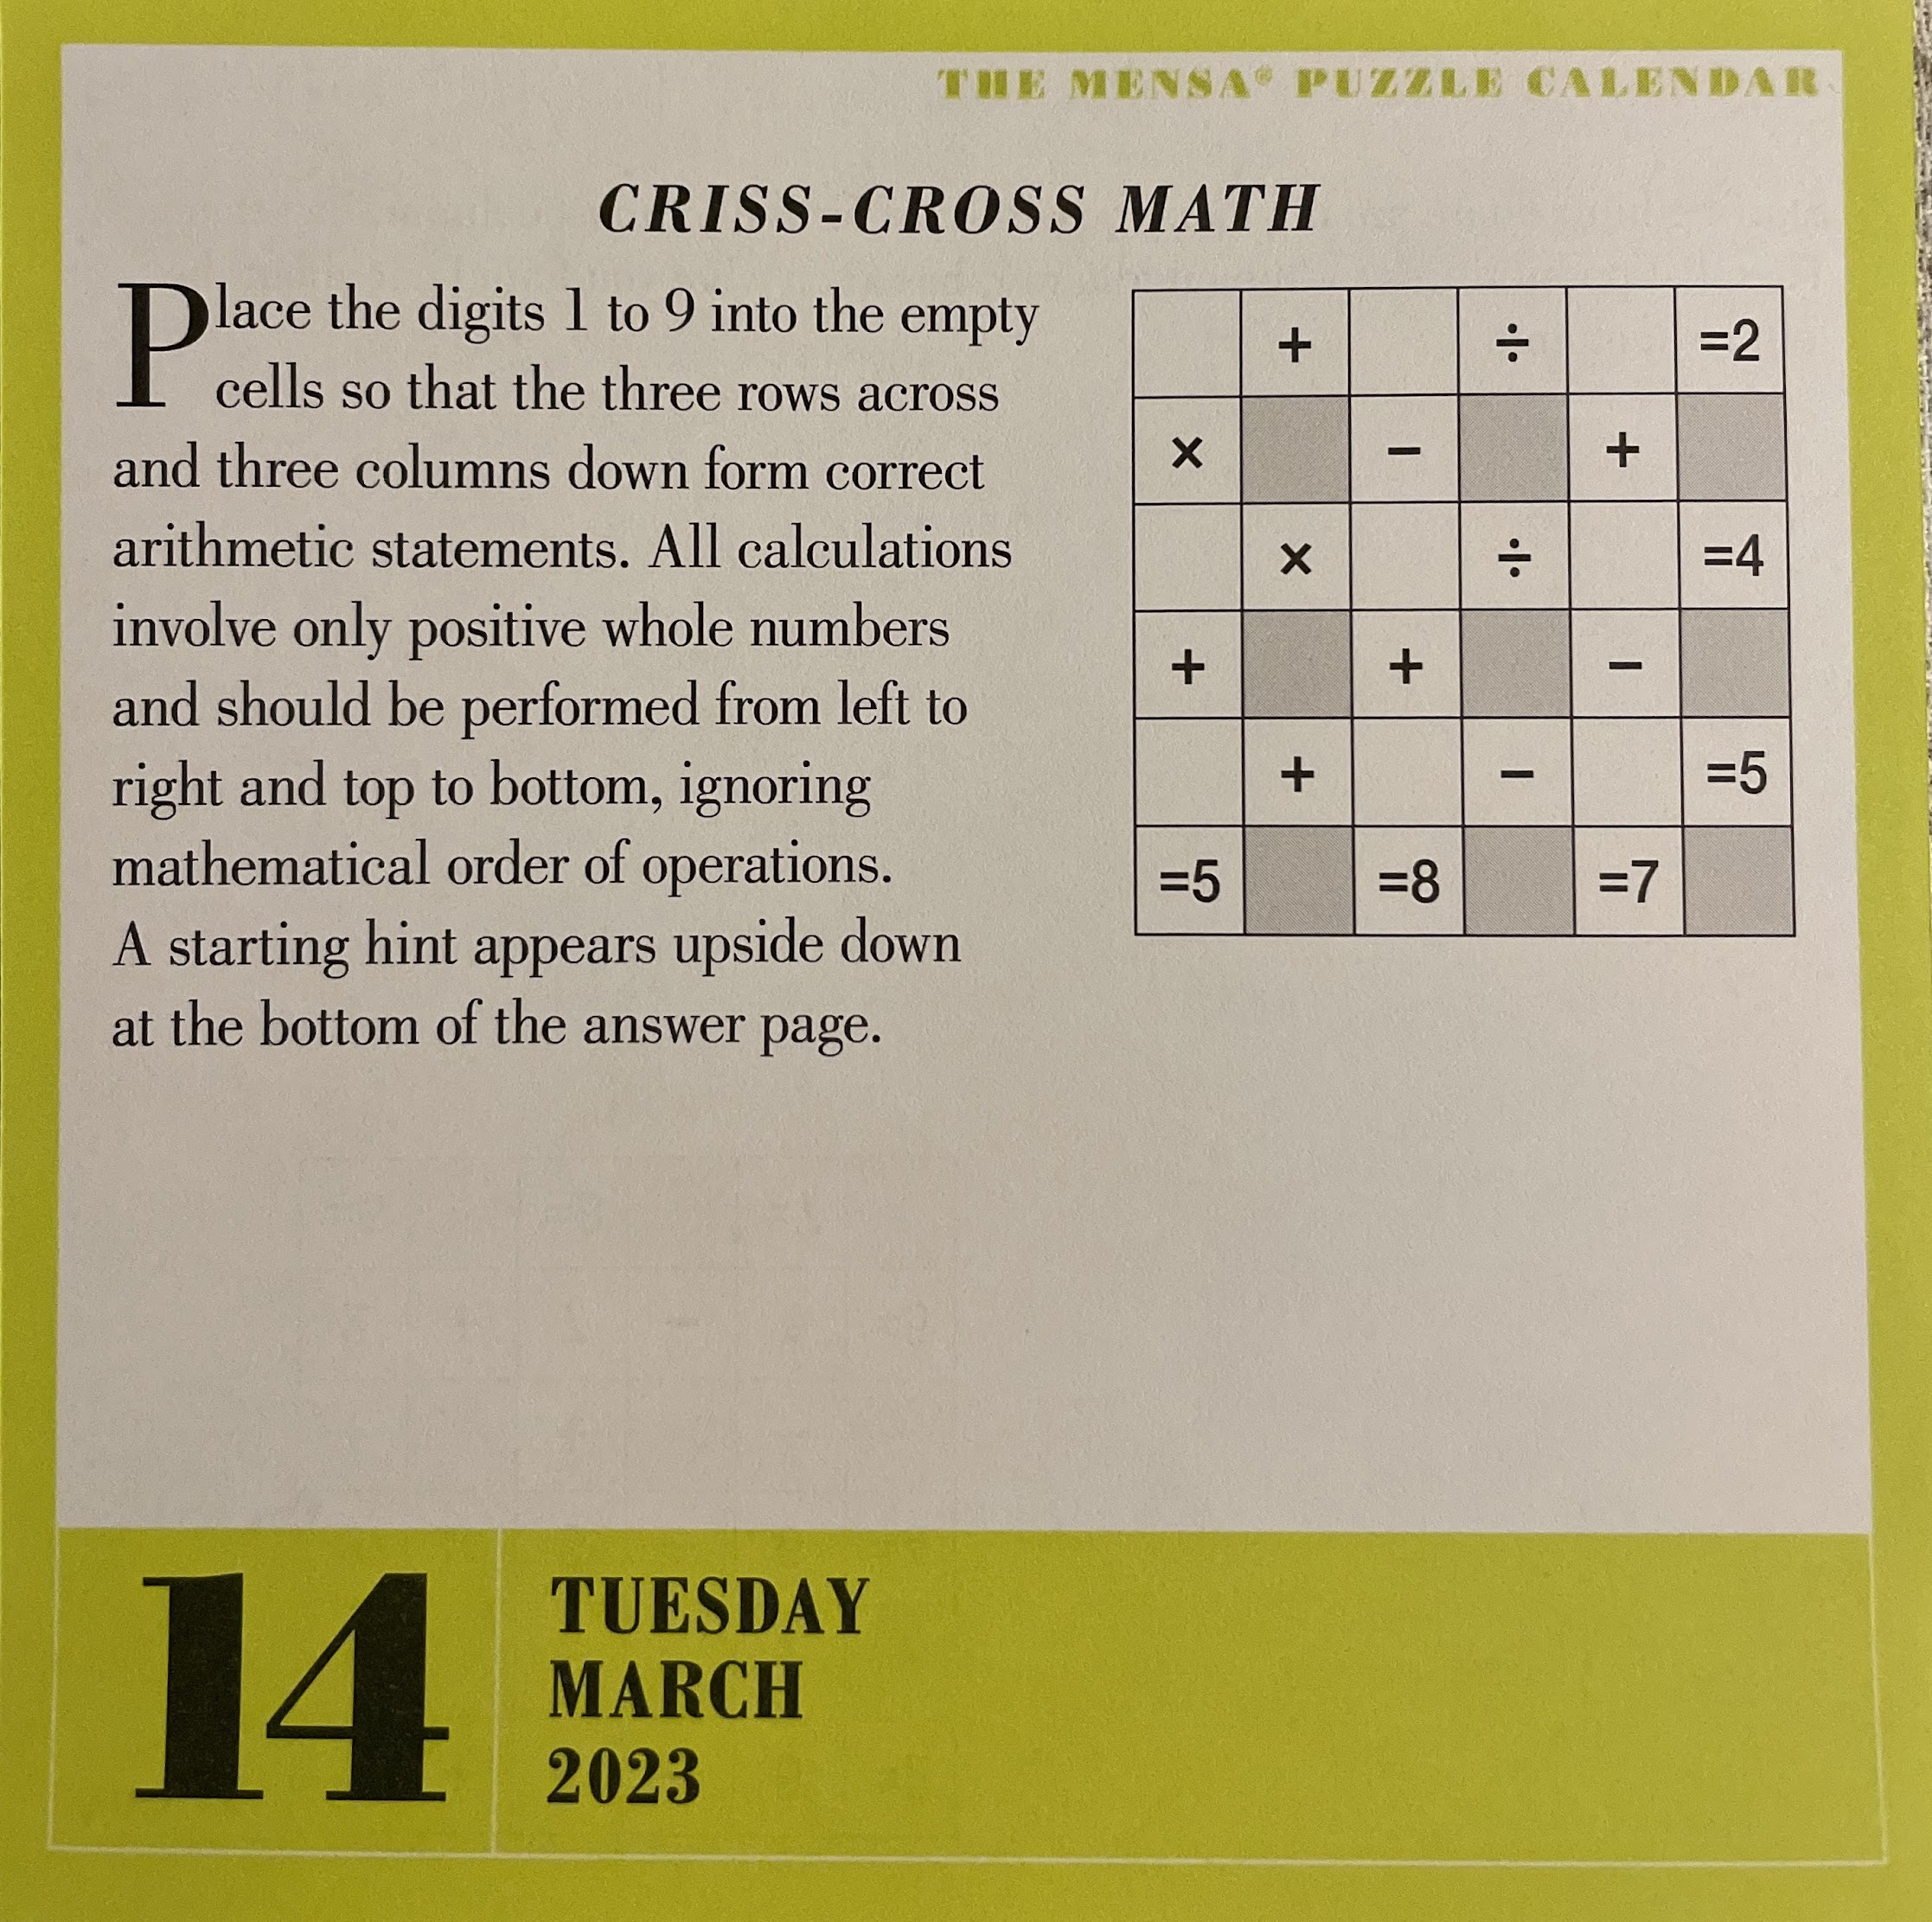 THE MENSA® PUZZLE CALENDAR
CRISS-CROSS MATH
Place the digits 1 to 9 into the empty
cells so that the three rows across
and three columns down form correct
arithmetic statements. All calculations
involve only positive whole numbers
and should be performed from left to
right and top to bottom, ignoring
mathematical order of operations.
A starting hint appears upside down
at the bottom of the answer page.
+ ÷ =2
× − +
× ÷ =4
+ + −
+ − =5
=5 =8 =7
14
TUESDAY
MARCH
2023